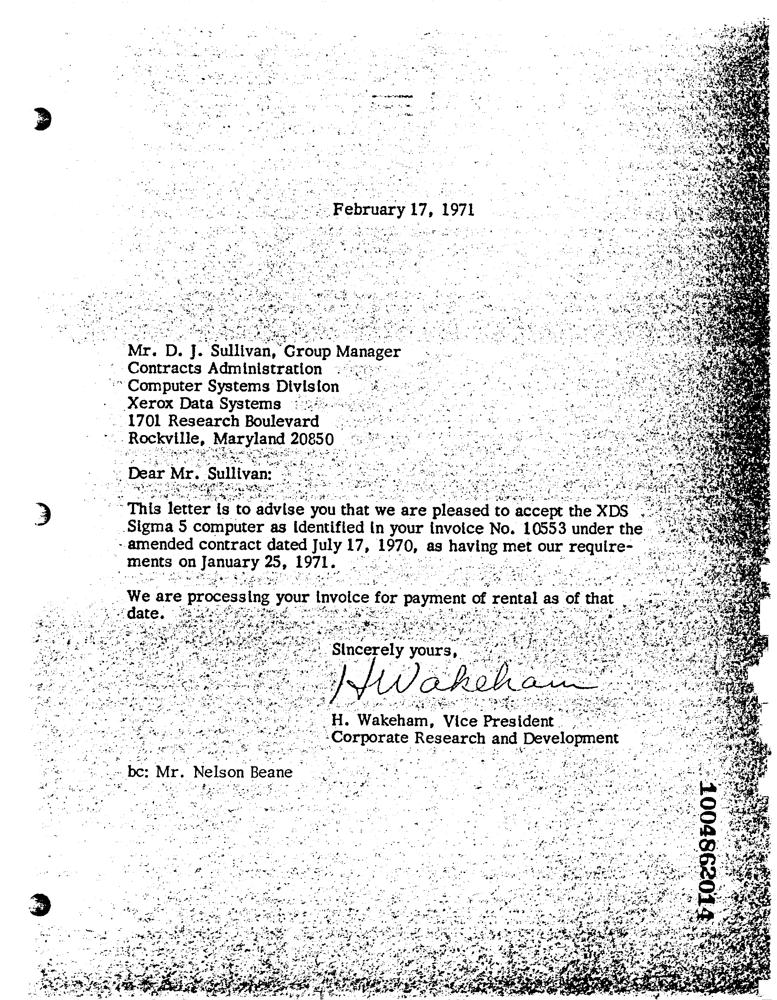 February 17, 1971
Mr. D. J. Sullivan, Group Manager
Contracts Administration
Computer Systems Division
Xerox Data Systems
1701 Research Boulevard
Rockville, Maryland 20850
Dear Mr. Sullivan:
This letter is to advise you that we are pleased to accept the XDS
Sigma 5 computer as identified in your invoice No. 10553 under the
amended contract dated July 17, 1970, as having met our require-
ments on January 25, 1971.
We are processing your invoice for payment of rental as of that
date.
Sincerely yours,
HWakeham
H. Wakeham, Vice President
Corporate Research and Development
bc: Mr. Nelson Beane
1004862014